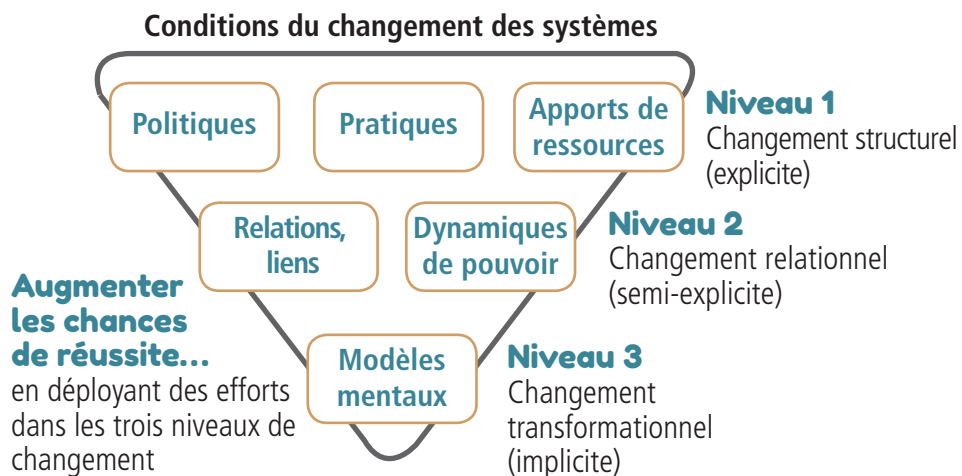 Conditions du changement des systèmes
Politiques
Pratiques
Apports de
ressources
Niveau 1
Changement structurel
(explicite)
Relations,
liens
Dynamiques
de pouvoir
Niveau 2
Changement relationnel
(semi-explicite)
Augmenter
les chances
de réussite...
en déployant des efforts
dans les trois niveaux de
changement
Modèles
mentaux
Niveau 3
Changement
transformationnel
(implicite)